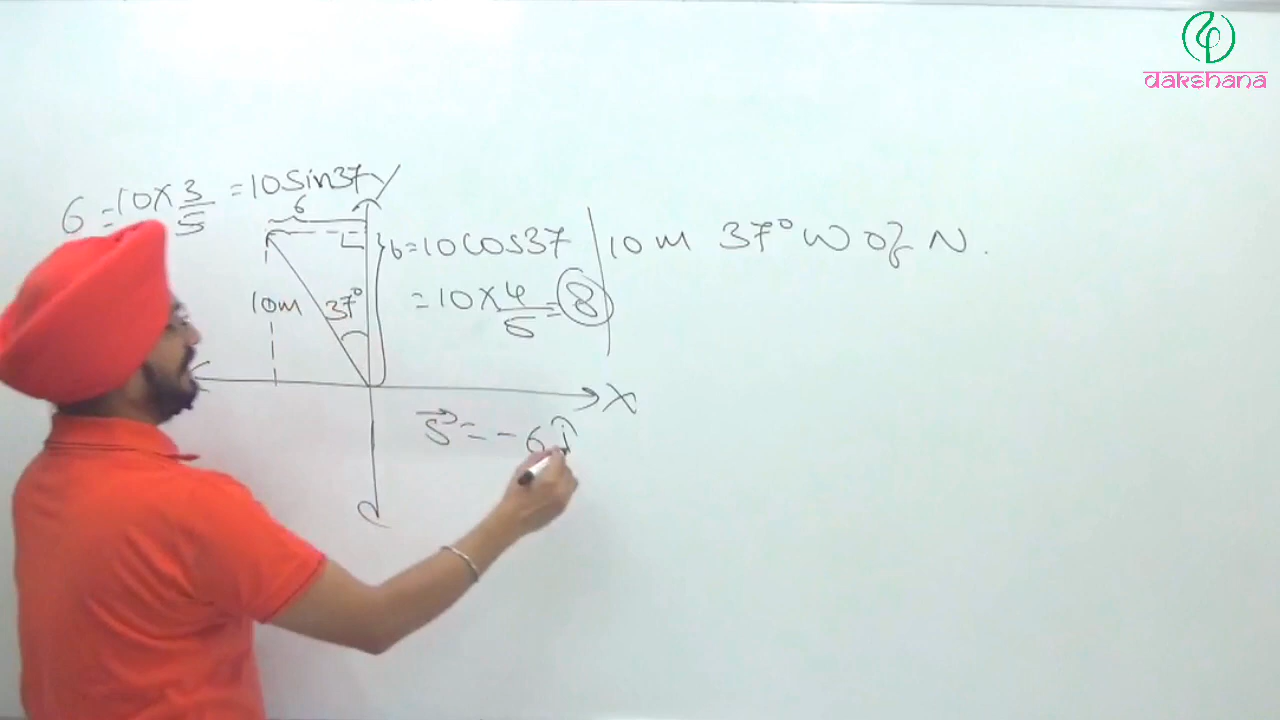 dakshana
6 = 10 × 3/5 = 10 sin37
Y
6
b = 10 cos37
= 10 × 4/5 = 8
10 m 37° W of N.
10m
37°
X
S⃗ = -6 î